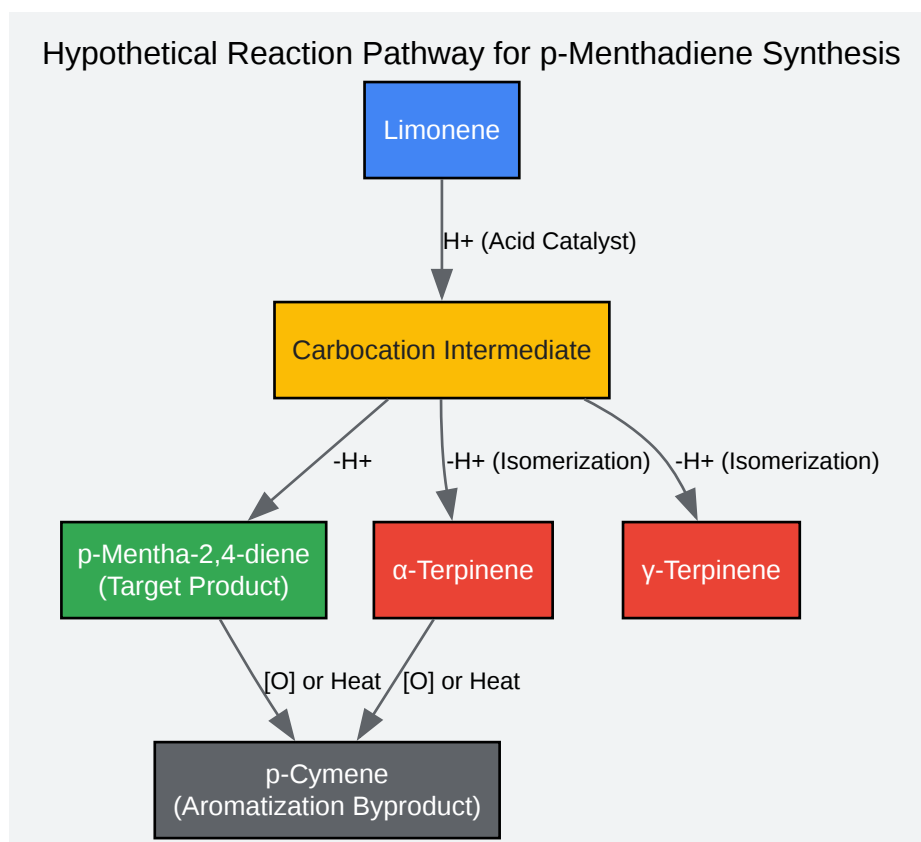 Hypothetical Reaction Pathway for p-Menthadiene Synthesis
Limonene
H+ (Acid Catalyst)
Carbocation Intermediate
-H+
-H+ (Isomerization)
-H+ (Isomerization)
p-Mentha-2,4-diene
(Target Product)
α-Terpinene
γ-Terpinene
[O] or Heat
[O] or Heat
p-Cymene
(Aromatization Byproduct)